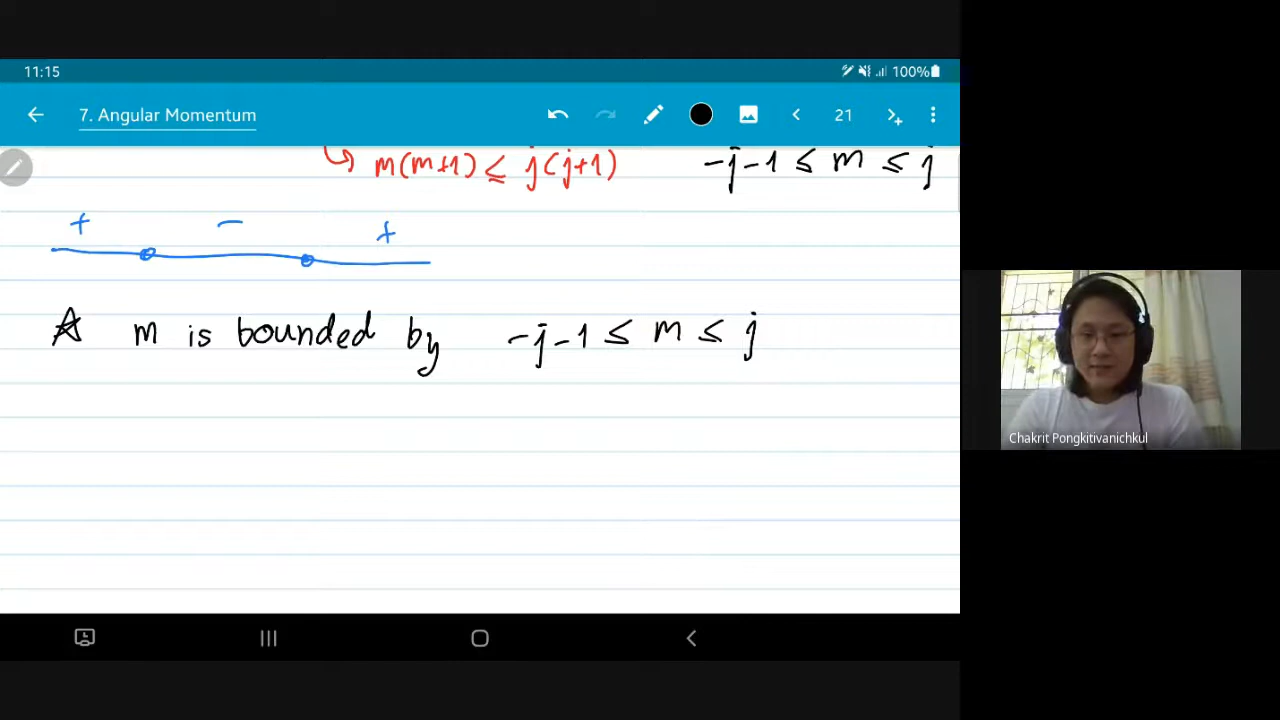 11:15 100%
7. Angular Momentum 21
m(m+1) ≤ j(j+1) -j-1 ≤ m ≤ j
+ - +
☆ m is bounded by -j-1 ≤ m ≤ j
Chakrit Pongkitivanichkul